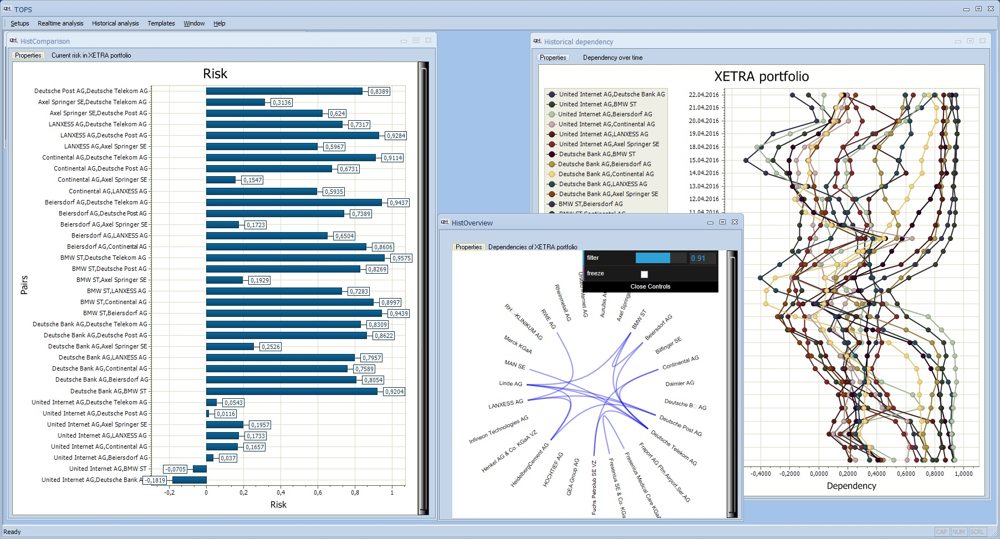 TOPS
Setups Realtime analysis Historical analysis Templates Window Help
HistComparison
Properties Current risk in XETRA portfolio
Risk
Pairs
Deutsche Post AG,Deutsche Telekom AG 0,8389
Axel Springer SE,Deutsche Telekom AG 0,3136
Axel Springer SE,Deutsche Post AG 0,624
LANXESS AG,Deutsche Telekom AG 0,7317
LANXESS AG,Deutsche Post AG 0,9284
LANXESS AG,Axel Springer SE 0,5967
Continental AG,Deutsche Telekom AG 0,9114
Continental AG,Deutsche Post AG 0,6731
Continental AG,Axel Springer SE 0,1547
Continental AG,LANXESS AG 0,5935
Beiersdorf AG,Deutsche Telekom AG 0,9437
Beiersdorf AG,Deutsche Post AG 0,7389
Beiersdorf AG,Axel Springer SE 0,1723
Beiersdorf AG,LANXESS AG 0,6504
Beiersdorf AG,Continental AG 0,8606
BMW ST,Deutsche Telekom AG 0,9575
BMW ST,Deutsche Post AG 0,8269
BMW ST,Axel Springer SE 0,1929
BMW ST,LANXESS AG 0,7283
BMW ST,Continental AG 0,8997
BMW ST,Beiersdorf AG 0,9439
Deutsche Bank AG,Deutsche Telekom AG 0,8309
Deutsche Bank AG,Deutsche Post AG 0,8622
Deutsche Bank AG,Axel Springer SE 0,2526
Deutsche Bank AG,LANXESS AG 0,7957
Deutsche Bank AG,Continental AG 0,7589
Deutsche Bank AG,Beiersdorf AG 0,8054
Deutsche Bank AG,BMW ST 0,9204
United Internet AG,Deutsche Telekom AG 0,0543
United Internet AG,Deutsche Post AG 0,0116
United Internet AG,Axel Springer SE 0,1957
United Internet AG,LANXESS AG 0,1733
United Internet AG,Continental AG 0,1657
United Internet AG,Beiersdorf AG 0,037
United Internet AG,BMW ST -0,0705
United Internet AG,Deutsche Bank A -0,1819
-0,2 0 0,2 0,4 0,6 0,8 1
Risk
Historical dependency
Properties Dependency over time
XETRA portfolio
United Internet AG,Deutsche Bank AG
United Internet AG,BMW ST
United Internet AG,Beiersdorf AG
United Internet AG,Continental AG
United Internet AG,LANXESS AG
United Internet AG,Axel Springer SE
Deutsche Bank AG,BMW ST
Deutsche Bank AG,Beiersdorf AG
Deutsche Bank AG,Continental AG
Deutsche Bank AG,LANXESS AG
Deutsche Bank AG,Axel Springer SE
BMW ST,Beiersdorf AG
BMW ST,Continental AG
22.04.2016
21.04.2016
20.04.2016
19.04.2016
18.04.2016
15.04.2016
14.04.2016
13.04.2016
12.04.2016
11.04.2016
-0,4000 -0,2000 0,0000 0,2000 0,4000 0,6000 0,8000 1,0000
Dependency
HistOverview
Properties Dependencies of XETRA portfolio
filter 0.91
freeze
Close Controls
United Internet AG
Aurubis A
Axel Springe
BMW ST
Beiersdorf AG
Bilfinger SE
Continental AG
Daimler AG
Deutsche B AG
Deutsche Post AG
Deutsche Telekom AG
Fraport AG Ffm.Airport.Ser.AG
Fresenius Medical Care KGaA
Fresenius SE & Co. KGa
Fuchs Petrolub SE VZ
GEA Group AG
HOCHTIEF AG
HeidelbergCement AG
Henkel AG & Co. KGaA VZ
Infineon Technologies AG
LANXESS AG
Linde AG
MAN SE
Merck KGaA
RH -KLINIKUM AG
RWE AG
Rheinmetall AG
Ready
CAP NUM SCRL